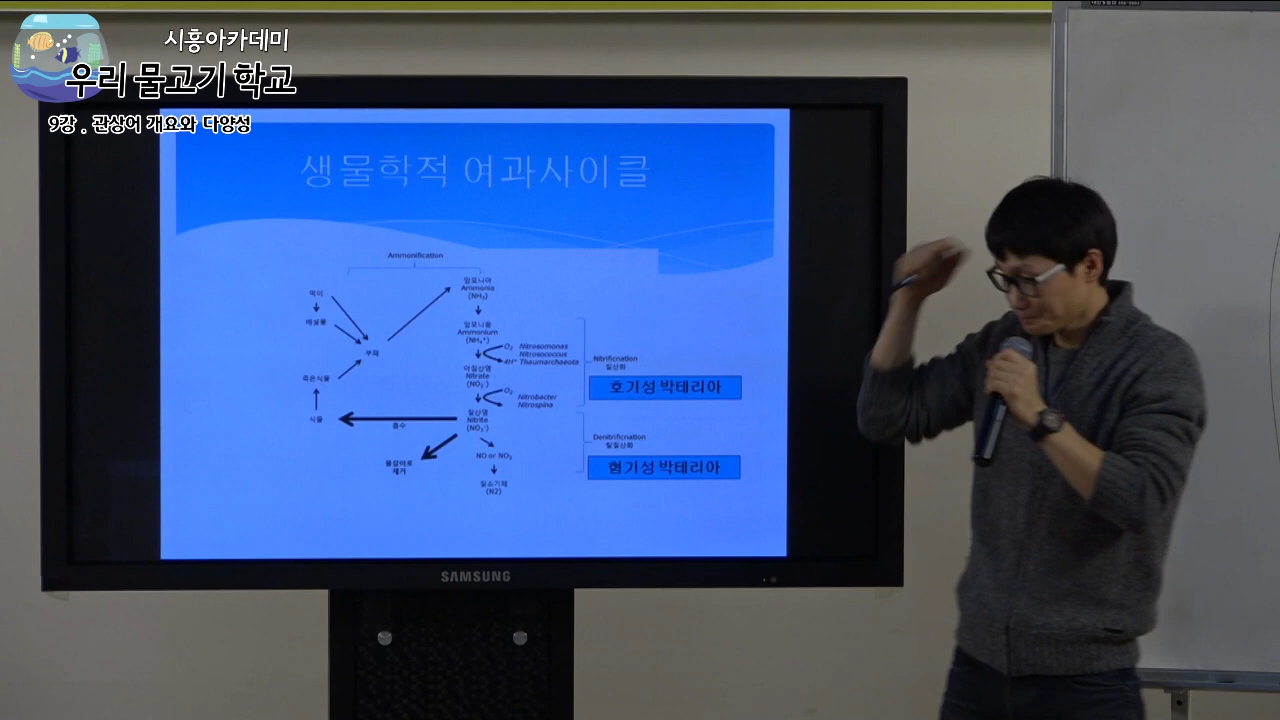 시흥아카데미
우리 물고기 학교
9강 . 관상어 개요와 다양성
생물학적 여과사이클
Ammonification
먹이
배설물
부패
죽은식물
식물
암모니아
Ammonia
(NH₃)
암모니움
Ammonium
(NH₄⁺)
O₂ Nitrosomonas
Nitrosococcus
4H⁺ Thaumarchaeota
아질산염
Nitrate
(NO₂⁻)
O₂
Nitrobacter
Nitrospina
질산염
Nitrite
(NO₃⁻)
흡수
물갈이로
제거
NO or NO₂
질소기체
(N2)
Nitrification
질산화
호기성 박테리아
Denitrification
탈질산화
혐기성 박테리아
SAMSUNG